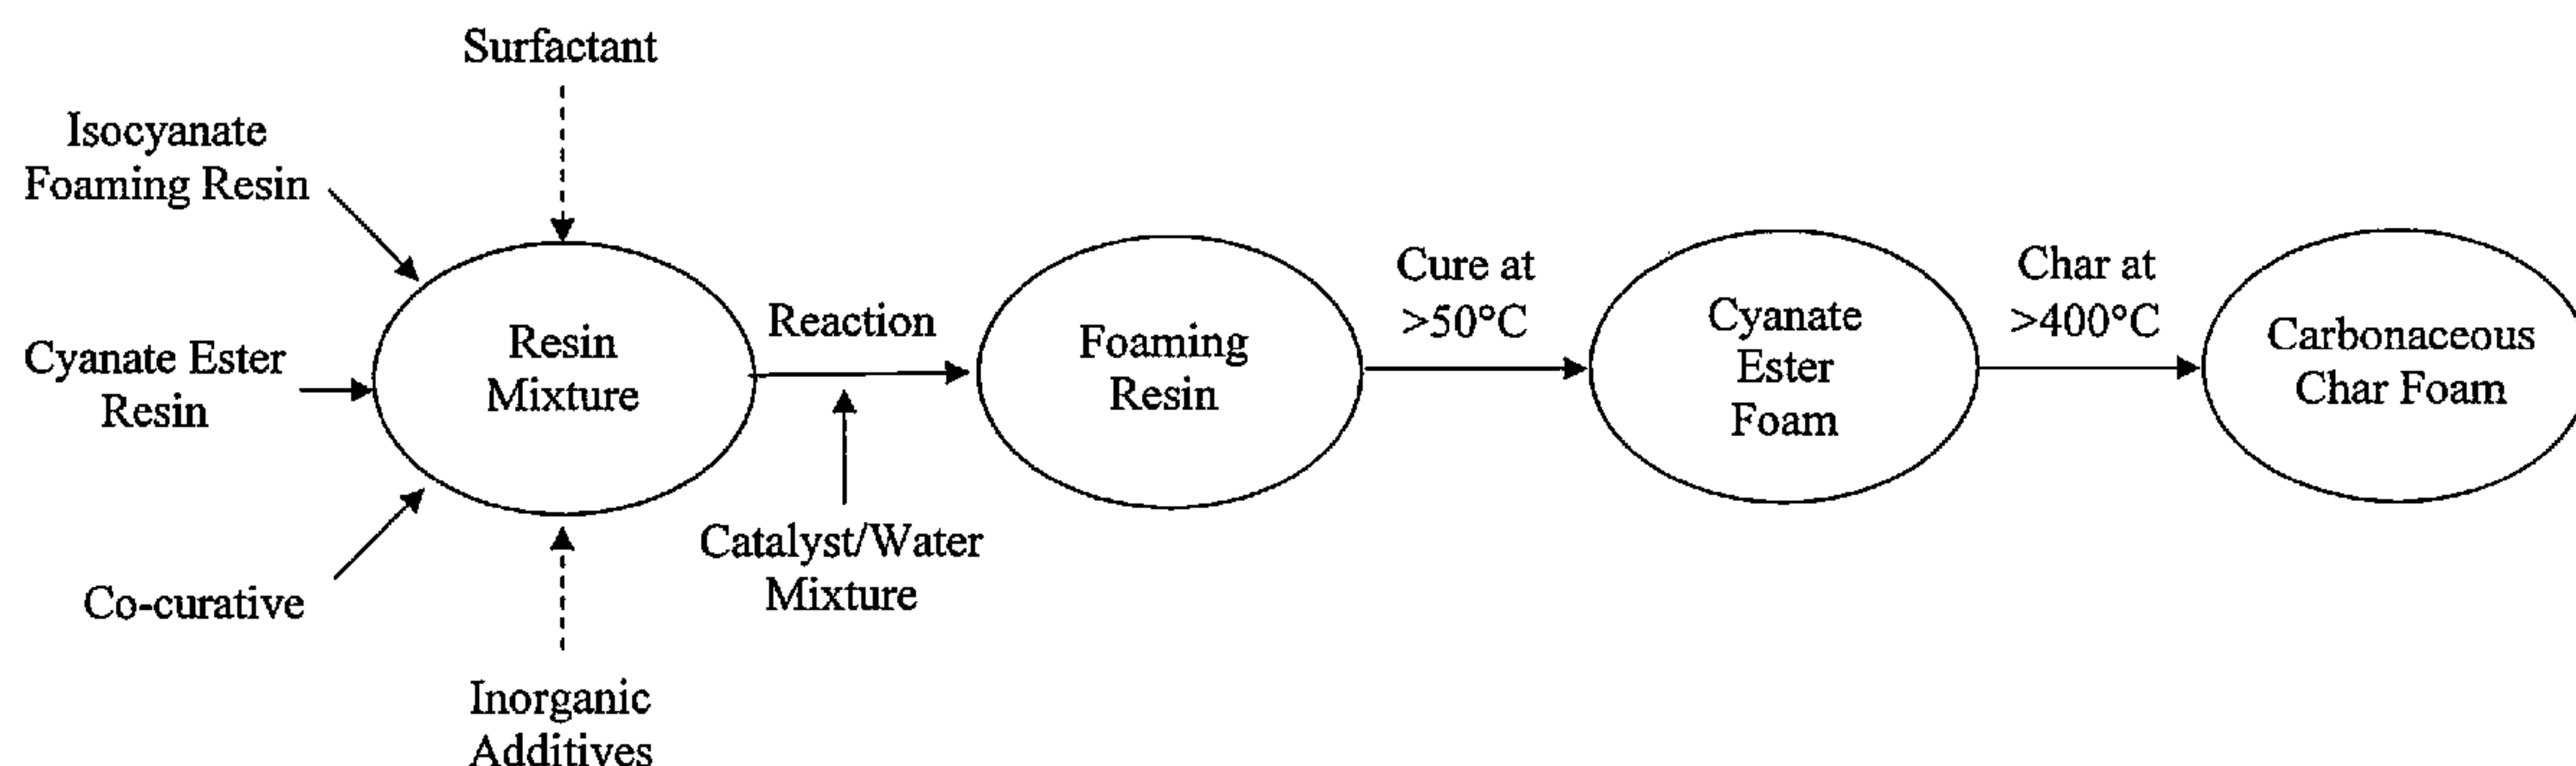 Surfactant
Isocyanate
Foaming Resin
Cyanate Ester
Resin
Co-curative
Inorganic
Additives
Resin
Mixture
Reaction
Catalyst/Water
Mixture
Foaming
Resin
Cure at
>50°C
Cyanate
Ester
Foam
Char at
>400°C
Carbonaceous
Char Foam